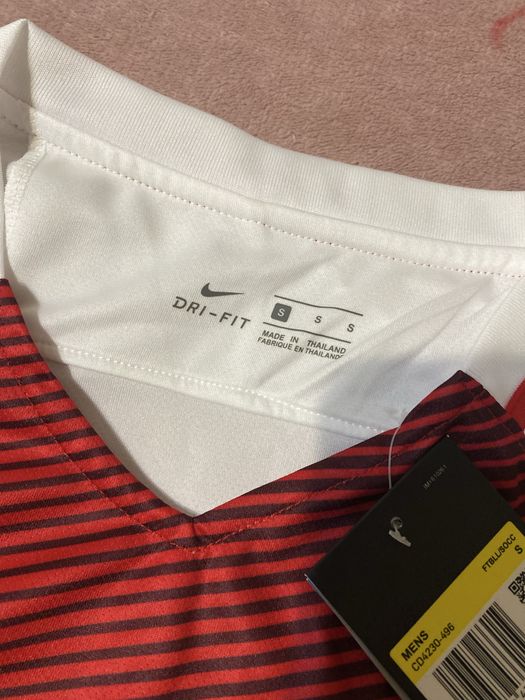 DRI-FIT
S S S
MADE IN THAILAND
FABRIQUE EN THAILANDE
FTBLL/SOCC
S
MENS
CD4230-496